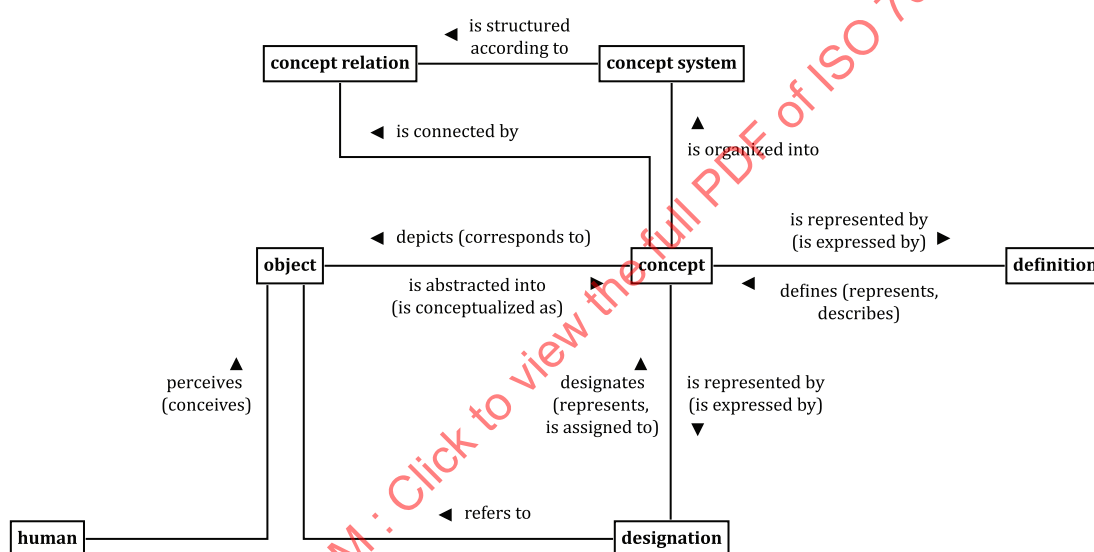 is structured
according to
concept relation
concept system
is connected by
is organized into
is represented by
(is expressed by)
depicts (corresponds to)
object
concept
definition
is abstracted into
(is conceptualized as)
defines (represents,
describes)
perceives
(conceives)
designates
(represents,
is assigned to)
is represented by
(is expressed by)
refers to
human
designation
M : Click to view the full PDF of ISO